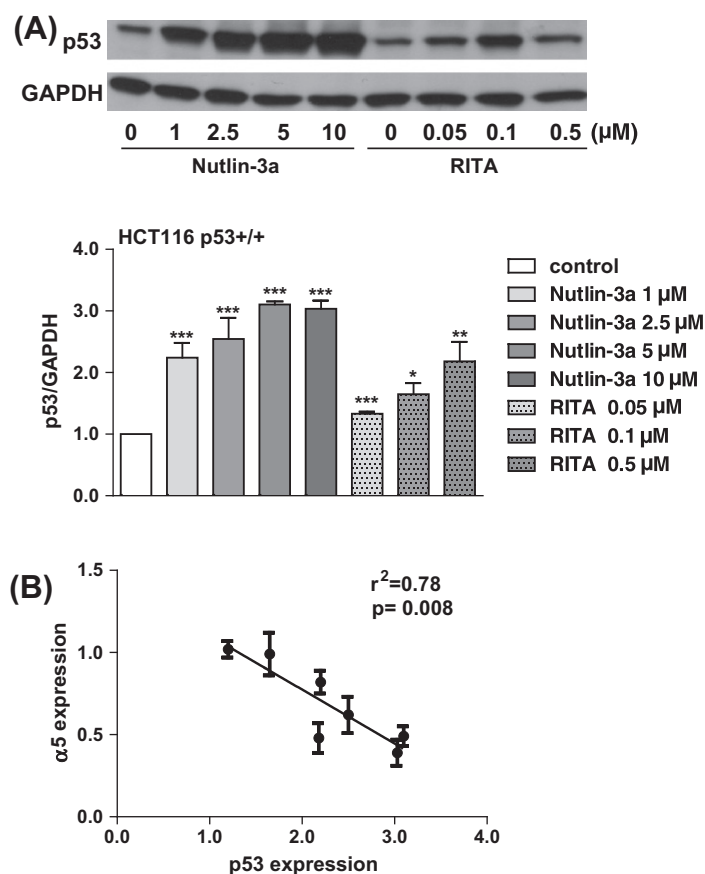 (A)
p53
GAPDH
0 1 2.5 5 10 0 0.05 0.1 0.5 (µM)
Nutlin-3a RITA
HCT116 p53+/+
p53/GAPDH
4.0
3.0
2.0
1.0
0.0
*** *** *** *** *** * **
control
Nutlin-3a 1 µM
Nutlin-3a 2.5 µM
Nutlin-3a 5 µM
Nutlin-3a 10 µM
RITA 0.05 µM
RITA 0.1 µM
RITA 0.5 µM
(B)
α5 expression
1.5
1.0
0.5
0.0
r²=0.78
p= 0.008
0.0 1.0 2.0 3.0 4.0
p53 expression